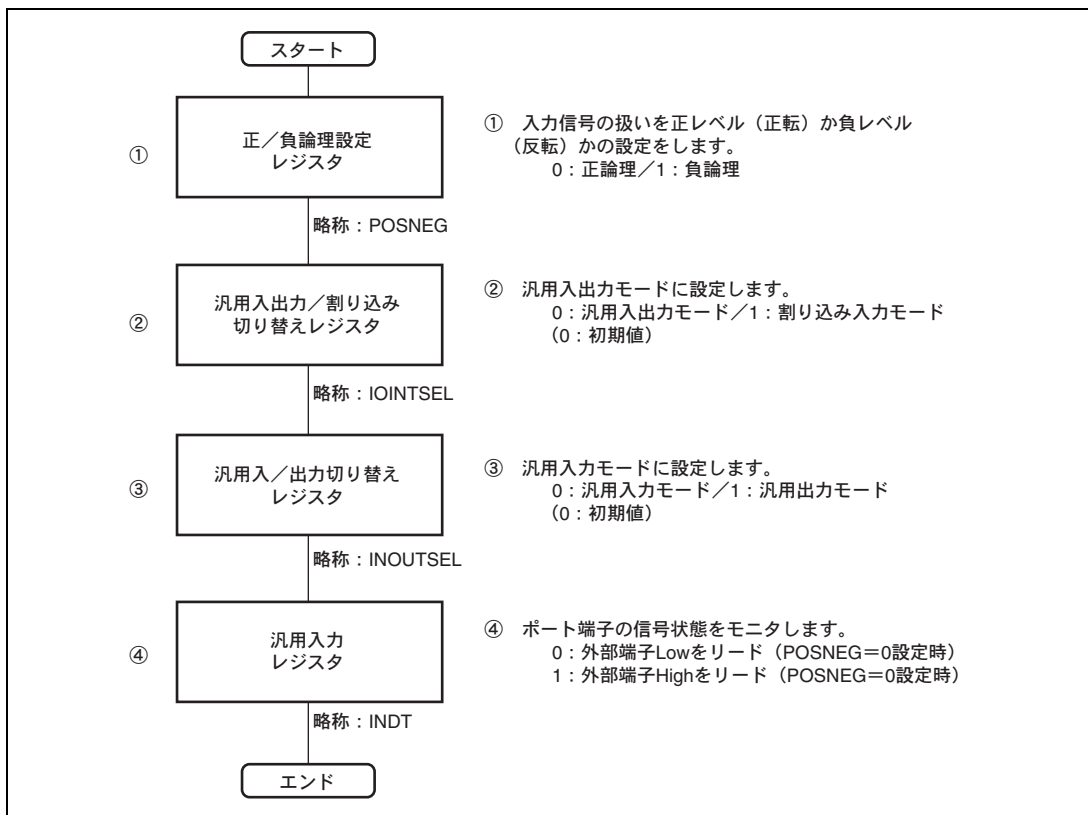 スタート
①
正／負論理設定
レジスタ
① 入力信号の扱いを正レベル（正転）か負レベル
（反転）かの設定をします。
0：正論理／1：負論理
略称：POSNEG
②
汎用入出力／割り込み
切り替えレジスタ
② 汎用入出力モードに設定します。
0：汎用入出力モード／1：割り込み入力モード
（0：初期値）
略称：IOINTSEL
③
汎用入／出力切り替え
レジスタ
③ 汎用入力モードに設定します。
0：汎用入力モード／1：汎用出力モード
（0：初期値）
略称：INOUTSEL
④
汎用入力
レジスタ
④ ポート端子の信号状態をモニタします。
0：外部端子Lowをリード（POSNEG＝0設定時）
1：外部端子Highをリード（POSNEG＝0設定時）
略称：INDT
エンド